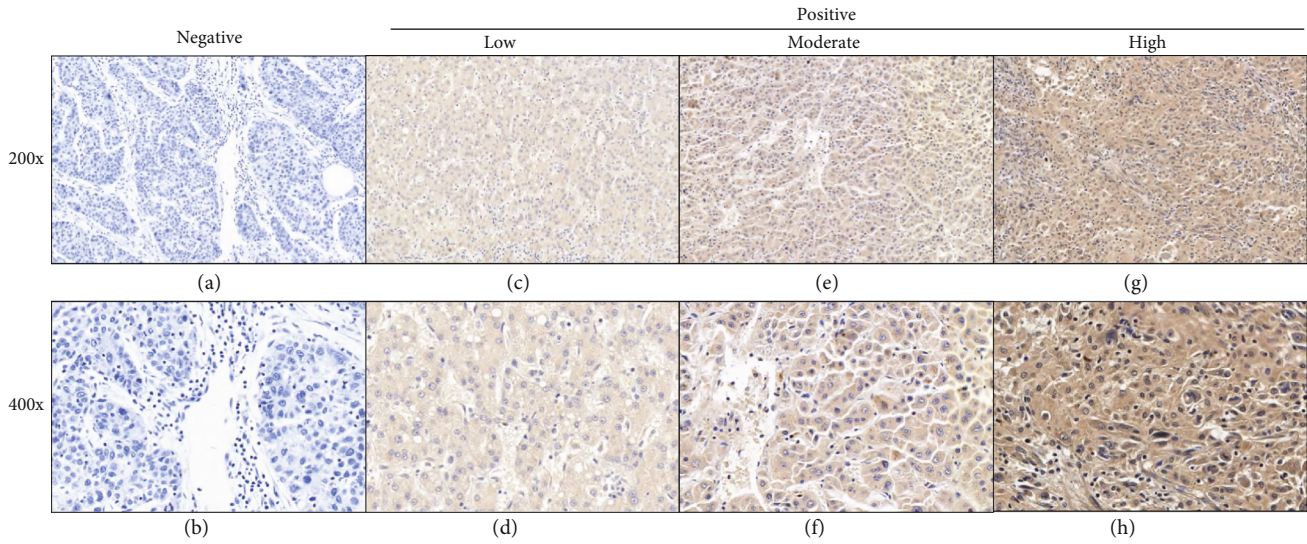 Positive
Negative Low Moderate High
200x
(a) (c) (e) (g)
400x
(b) (d) (f) (h)